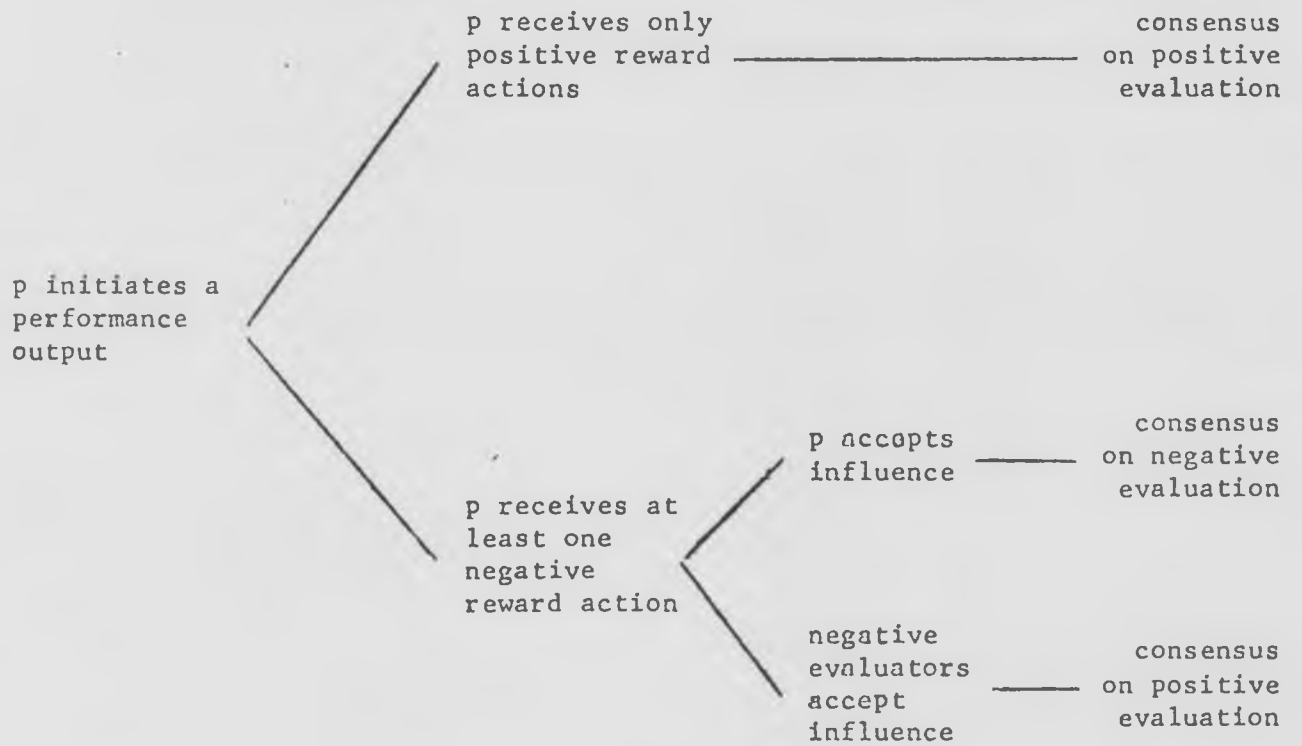 p receives only
positive reward
actions
consensus
on positive
evaluation
p initiates a
performance
output
p receives at
least one
negative
reward action
p accepts
influence
consensus
on negative
evaluation
negative
evaluators
accept
influence
consensus
on positive
evaluation